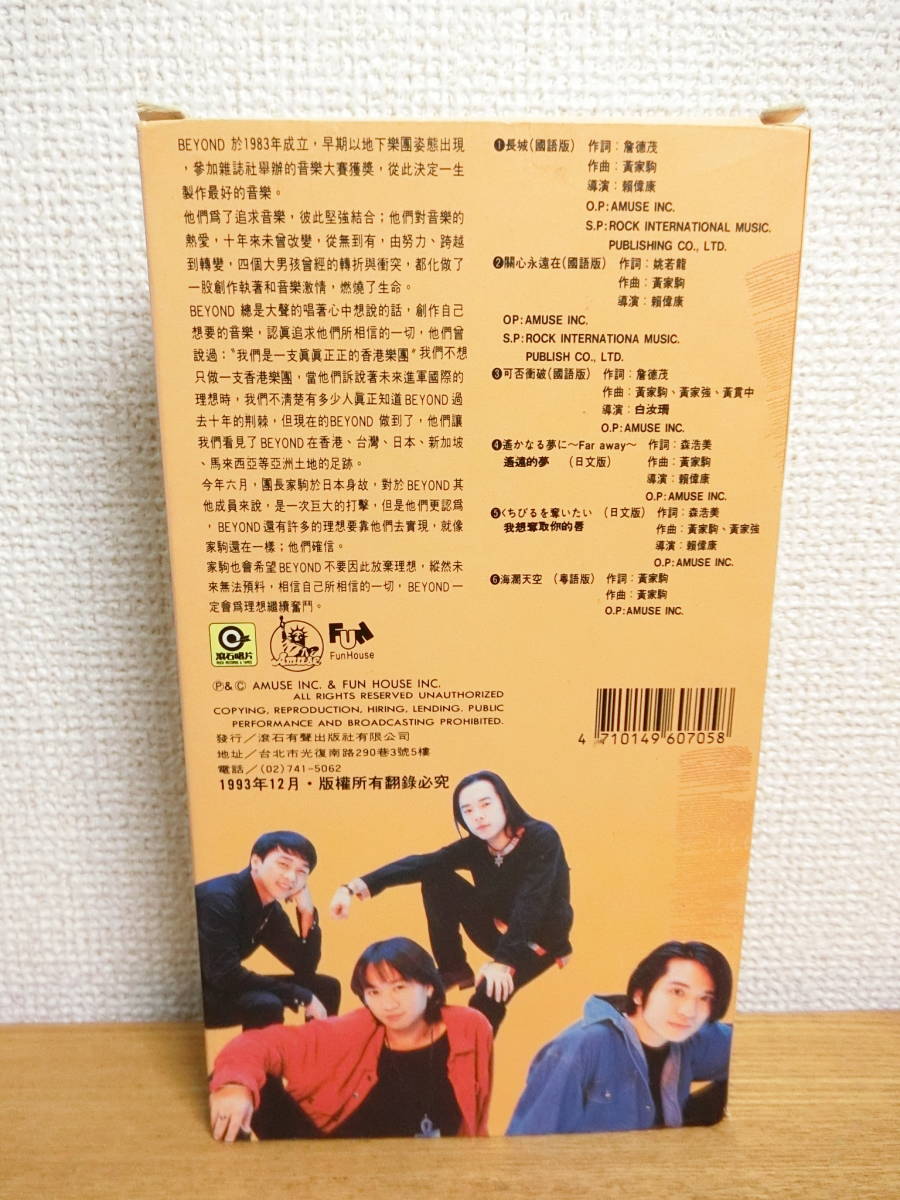 BEYOND 於1983年成立，早期以地下樂團姿態出現
，參加雜誌社舉辦的音樂大賽獲獎，從此決定一生
製作最好的音樂。
他們爲了追求音樂，彼此堅強結合；他們對音樂的
熱愛，十年來未曾改變，從無到有，由努力、跨越
到轉變，四個大男孩曾經的轉折與衝突，都化做了
一股創作執著和音樂激情，燃燒了生命。
BEYOND 總是大聲的唱著心中想說的話，創作自己
想要的音樂，認眞追求他們所相信的一切，他們曾
說過："我們是一支眞眞正正的香港樂團"我們不想
只做一支香港樂團，當他們訴說著未來進軍國際的
理想時，我們不清楚有多少人眞正知道BEYOND過
去十年的荆棘，但現在的BEYOND 做到了，他們讓
我們看見了BEYOND在香港、台灣、日本、新加坡
、馬來西亞等亞洲土地的足跡。
今年六月，團長家駒於日本身故，對於BEYOND其
他成員來說，是一次巨大的打擊，但是他們更認爲
，BEYOND還有許多的理想要靠他們去實現，就像
家駒還在一樣；他們確信。
家駒也會希望BEYOND不要因此放棄理想，縱然未
來無法預料，相信自己所相信的一切，BEYOND一
定會爲理想繼續奮鬥。
❶長城(國語版) 作詞：詹德茂
作曲：黃家駒
導演：賴偉康
O.P:AMUSE INC.
S.P:ROCK INTERNATIONAL MUSIC.
PUBLISHING CO., LTD.
❷關心永遠在(國語版) 作詞：姚若龍
作曲：黃家駒
導演：賴偉康
OP:AMUSE INC.
S.P:ROCK INTERNATIONA MUSIC.
PUBLISH CO., LTD.
❸可否衝破(國語版) 作詞：詹德茂
作曲：黃家駒、黃家強、黃貫中
導演：白汝珊
O.P:AMUSE INC.
❹遙かなる夢に～Far away～ 作詞：森浩美
遙遠的夢 (日文版) 作曲：黃家駒
導演：賴偉康
O.P:AMUSE INC.
❺くちびるを奪いたい (日文版) 作詞：森浩美
我想奪取你的唇 作曲：黃家駒、黃家強
導演：賴偉康
O.P:AMUSE INC.
❻海濶天空 (粵語版) 作詞：黃家駒
作曲：黃家駒
O.P:AMUSE INC.
滾石唱片
ROCK RECORDS & TAPES
Amuse
FUN
FunHouse
Ⓟ&© AMUSE INC. & FUN HOUSE INC.
ALL RIGHTS RESERVED UNAUTHORIZED
COPYING, REPRODUCTION, HIRING, LENDING. PUBLIC
PERFORMANCE AND BROADCASTING PROHIBITED.
發行／滾石有聲出版社有限公司
地址／台北市光復南路290巷3號5樓
電話／(02)741-5062
1993年12月・版權所有翻錄必究
4 710149 607058